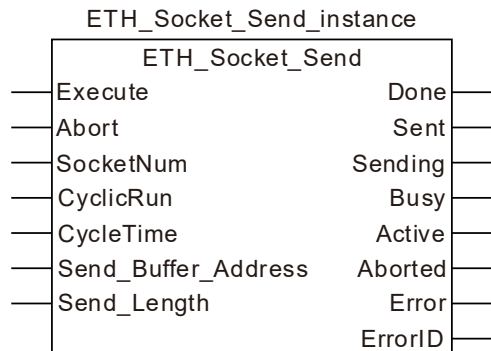 ETH_Socket_Send_instance
ETH_Socket_Send
Execute Done
Abort Sent
SocketNum Sending
CyclicRun Busy
CycleTime Active
Send_Buffer_Address Aborted
Send_Length Error
ErrorID